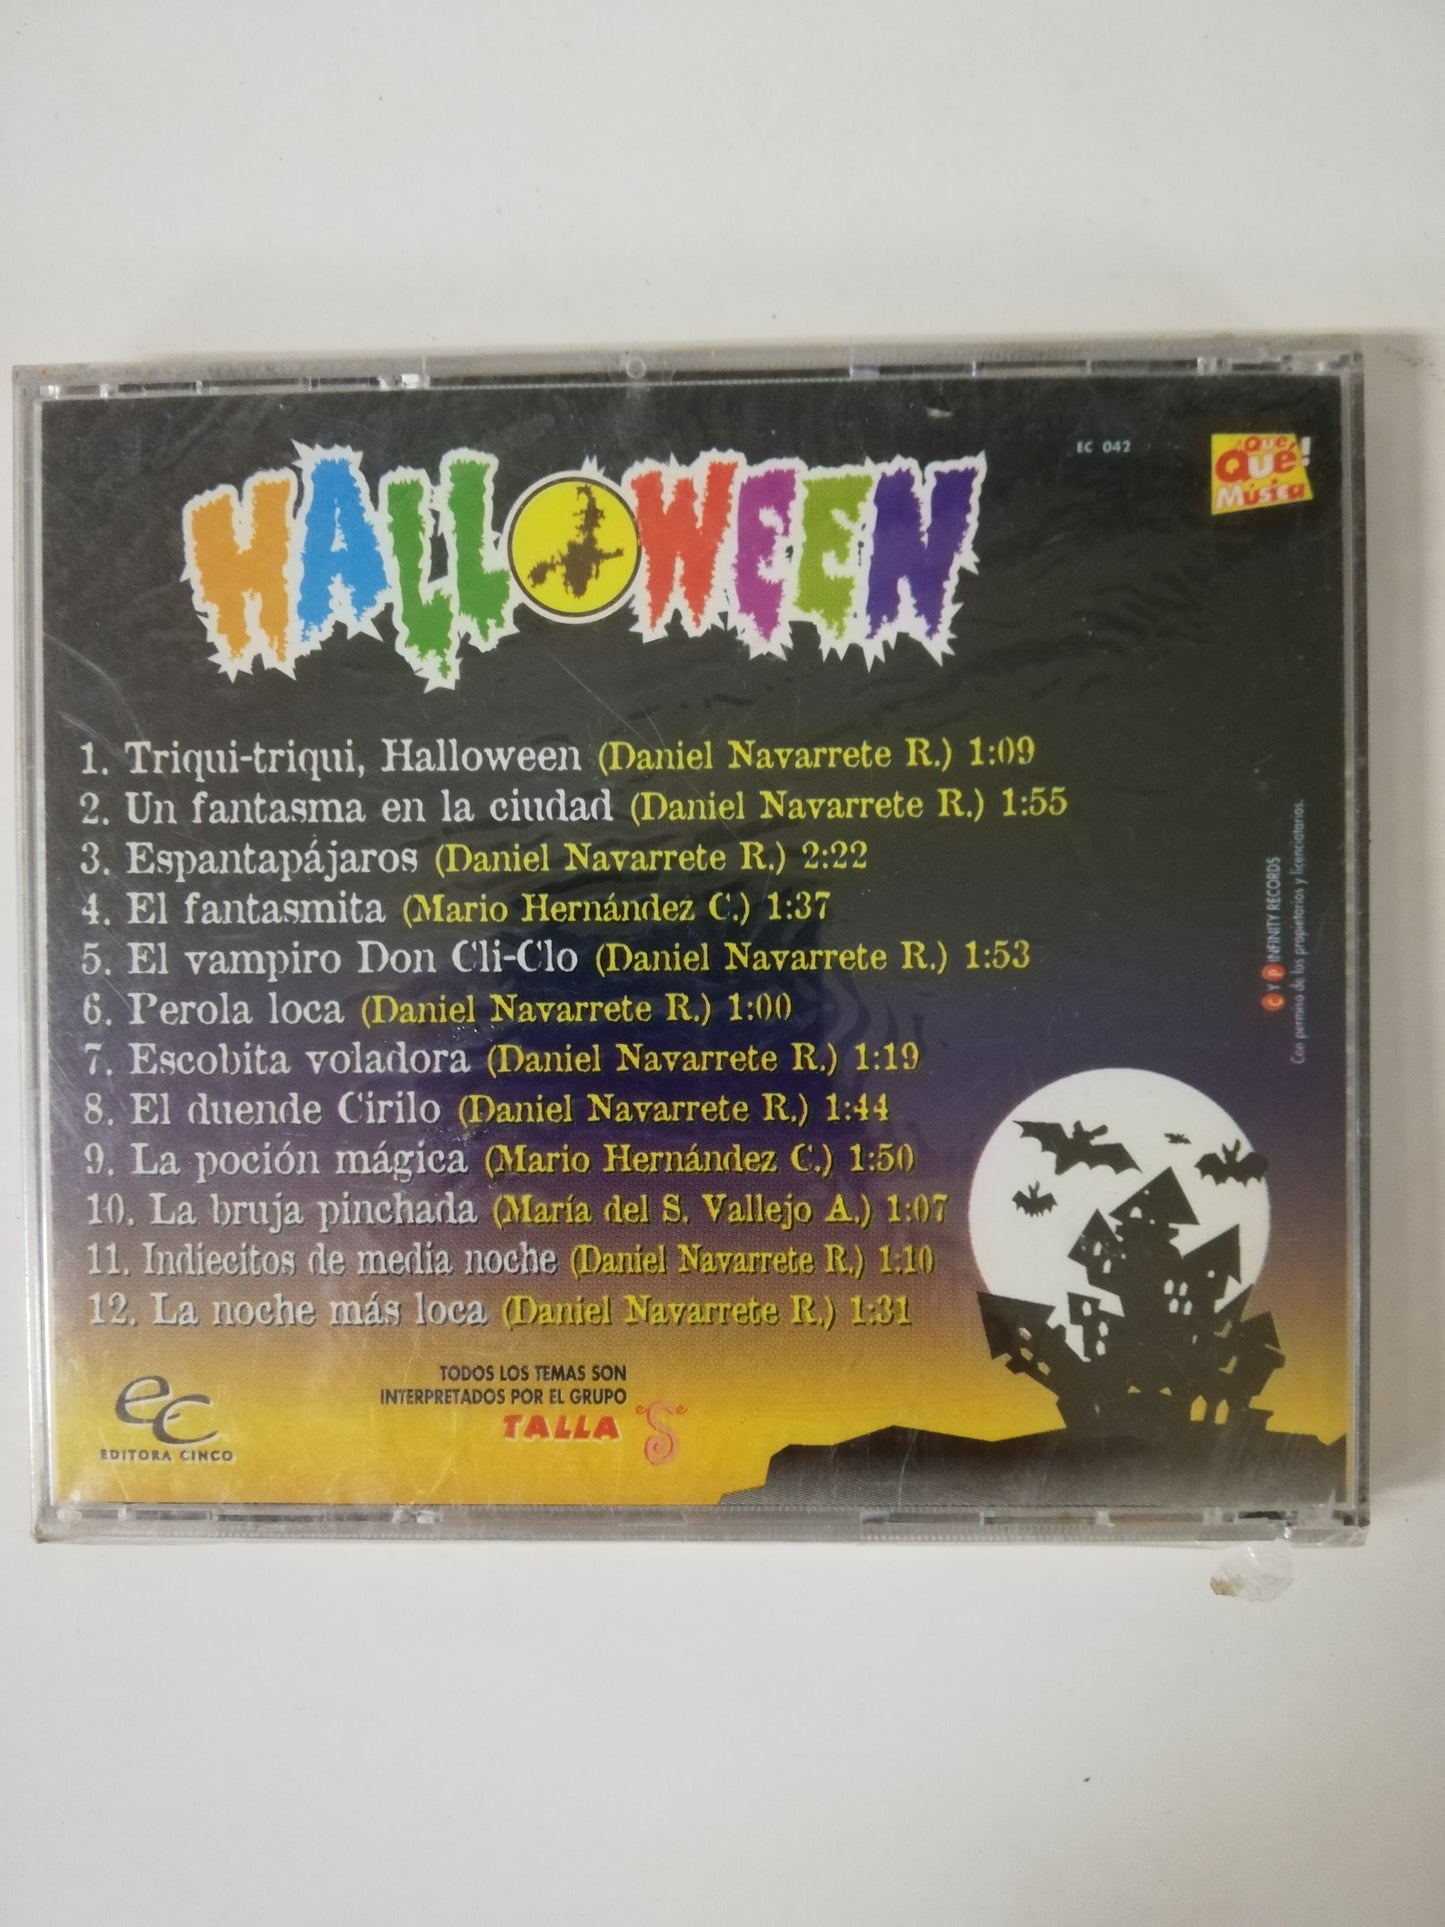 HALLOWEEN
EC 042
¡Que
Qué!
Música
1. Triqui-triqui, Halloween (Daniel Navarrete R.) 1:09
2. Un fantasma en la ciudad (Daniel Navarrete R.) 1:55
3. Espantapájaros (Daniel Navarrete R.) 2:22
4. El fantasmita (Mario Hernández C.) 1:37
5. El vampiro Don Cli-Clo (Daniel Navarrete R.) 1:53
6. Perola loca (Daniel Navarrete R.) 1:00
7. Escobita voladora (Daniel Navarrete R.) 1:19
8. El duende Cirilo (Daniel Navarrete R.) 1:44
9. La poción mágica (Mario Hernández C.) 1:50
10. La bruja pinchada (María del S. Vallejo A.) 1:07
11. Indiecitos de media noche (Daniel Navarrete R.) 1:10
12. La noche más loca (Daniel Navarrete R.) 1:31
C Y P INFINITY RECORDS
Con permiso de los propietarios y licenciatarios.
ec
EDITORA CINCO
TODOS LOS TEMAS SON
INTERPRETADOS POR EL GRUPO
TALLA "S"